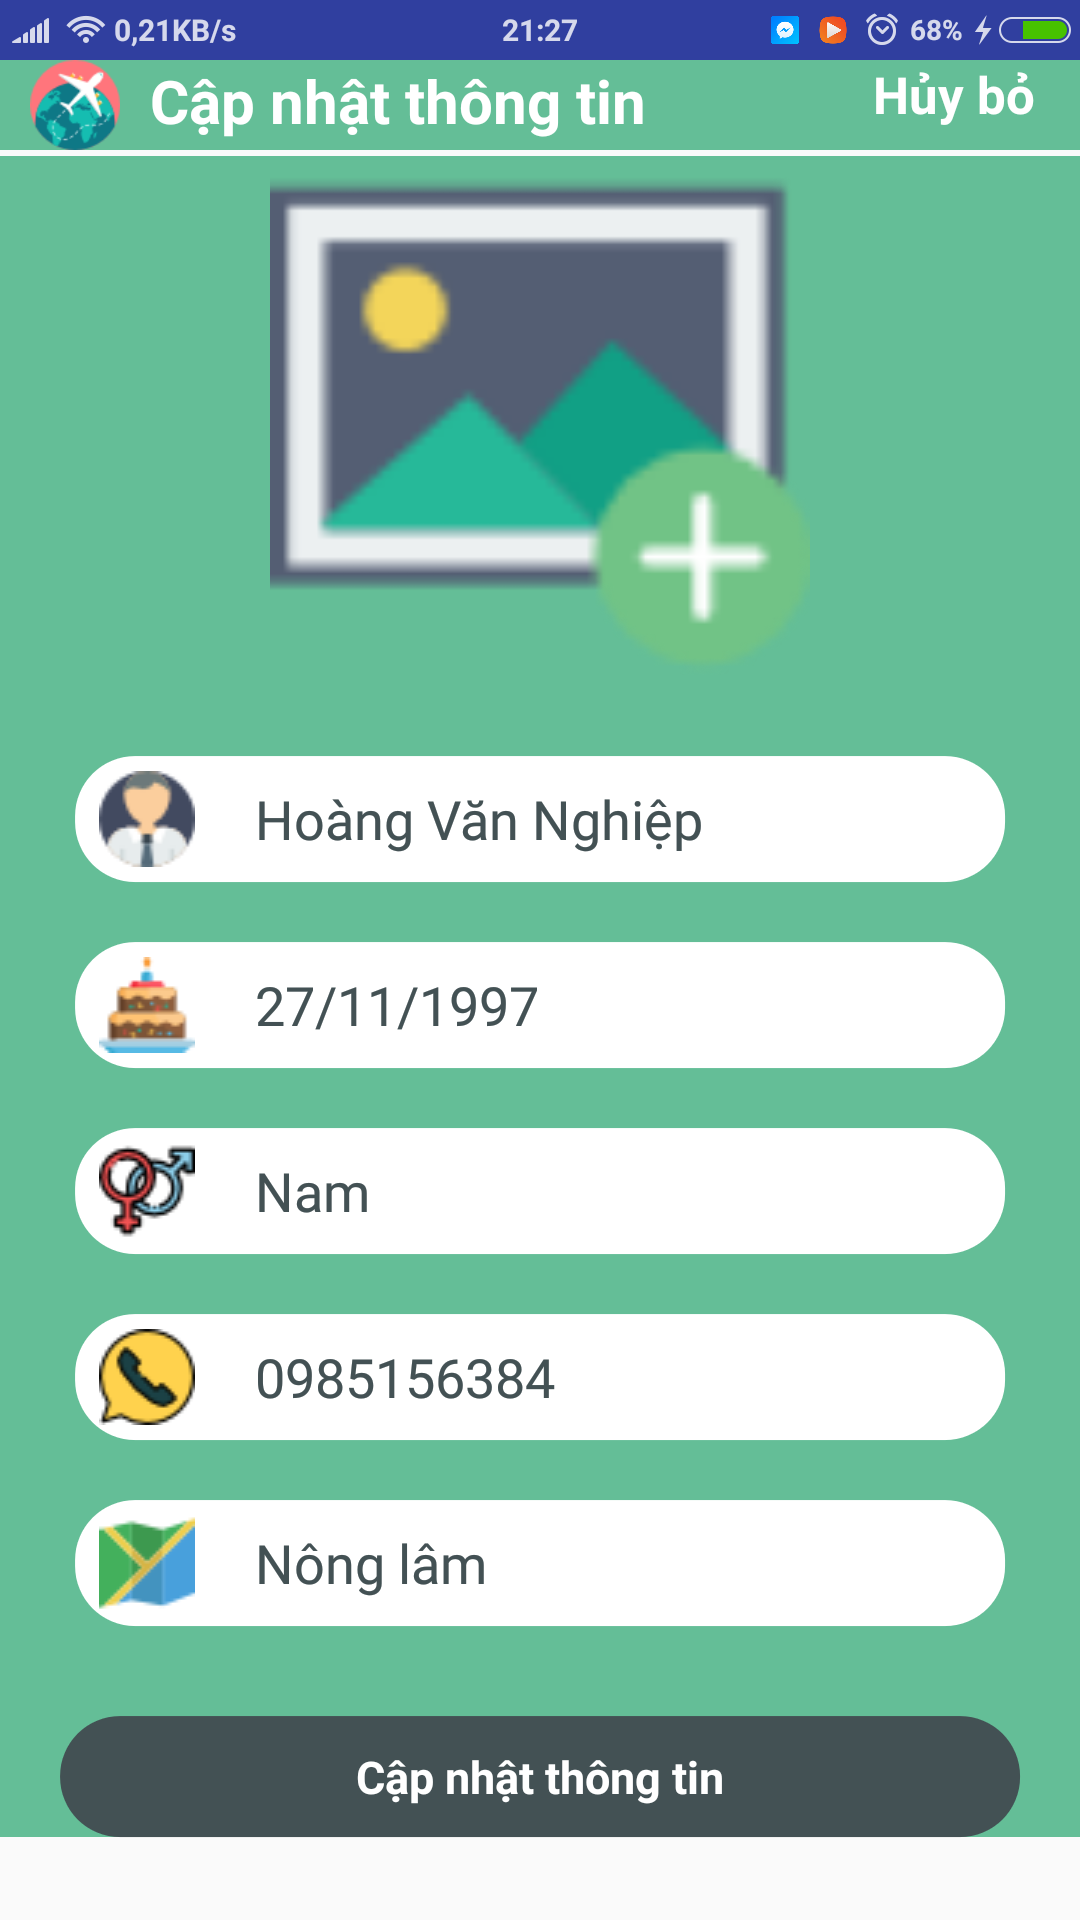 0,21KB/s 21:27 68%
Cập nhật thông tin Hủy bỏ
Hoàng Văn Nghiệp
27/11/1997
Nam
0985156384
Nông lâm
Cập nhật thông tin